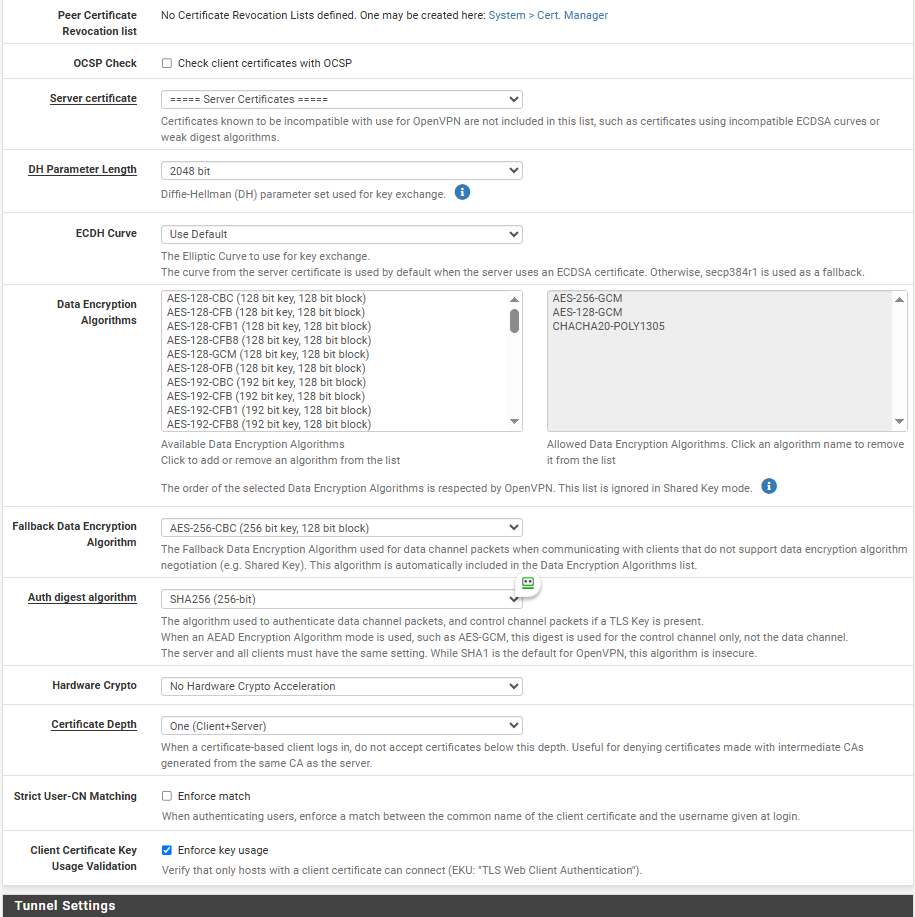 Peer Certificate
Revocation list
No Certificate Revocation Lists defined. One may be created here: System > Cert. Manager
OCSP Check
Check client certificates with OCSP
Server certificate
===== Server Certificates =====
Certificates known to be incompatible with use for OpenVPN are not included in this list, such as certificates using incompatible ECDSA curves or
weak digest algorithms.
DH Parameter Length
2048 bit
Diffie-Hellman (DH) parameter set used for key exchange.
ECDH Curve
Use Default
The Elliptic Curve to use for key exchange.
The curve from the server certificate is used by default when the server uses an ECDSA certificate. Otherwise, secp384r1 is used as a fallback.
Data Encryption
Algorithms
AES-128-CBC (128 bit key, 128 bit block)
AES-128-CFB (128 bit key, 128 bit block)
AES-128-CFB1 (128 bit key, 128 bit block)
AES-128-CFB8 (128 bit key, 128 bit block)
AES-128-GCM (128 bit key, 128 bit block)
AES-128-OFB (128 bit key, 128 bit block)
AES-192-CBC (192 bit key, 128 bit block)
AES-192-CFB (192 bit key, 128 bit block)
AES-192-CFB1 (192 bit key, 128 bit block)
AES-192-CFB8 (192 bit key, 128 bit block)
Available Data Encryption Algorithms
Click to add or remove an algorithm from the list
AES-256-GCM
AES-128-GCM
CHACHA20-POLY1305
Allowed Data Encryption Algorithms. Click an algorithm name to remove
it from the list
The order of the selected Data Encryption Algorithms is respected by OpenVPN. This list is ignored in Shared Key mode.
Fallback Data Encryption
Algorithm
AES-256-CBC (256 bit key, 128 bit block)
The Fallback Data Encryption Algorithm used for data channel packets when communicating with clients that do not support data encryption algorithm
negotiation (e.g. Shared Key). This algorithm is automatically included in the Data Encryption Algorithms list.
Auth digest algorithm
SHA256 (256-bit)
The algorithm used to authenticate data channel packets, and control channel packets if a TLS Key is present.
When an AEAD Encryption Algorithm mode is used, such as AES-GCM, this digest is used for the control channel only, not the data channel.
The server and all clients must have the same setting. While SHA1 is the default for OpenVPN, this algorithm is insecure.
Hardware Crypto
No Hardware Crypto Acceleration
Certificate Depth
One (Client+Server)
When a certificate-based client logs in, do not accept certificates below this depth. Useful for denying certificates made with intermediate CAs
generated from the same CA as the server.
Strict User-CN Matching
Enforce match
When authenticating users, enforce a match between the common name of the client certificate and the username given at login.
Client Certificate Key
Usage Validation
Enforce key usage
Verify that only hosts with a client certificate can connect (EKU: "TLS Web Client Authentication").
Tunnel Settings